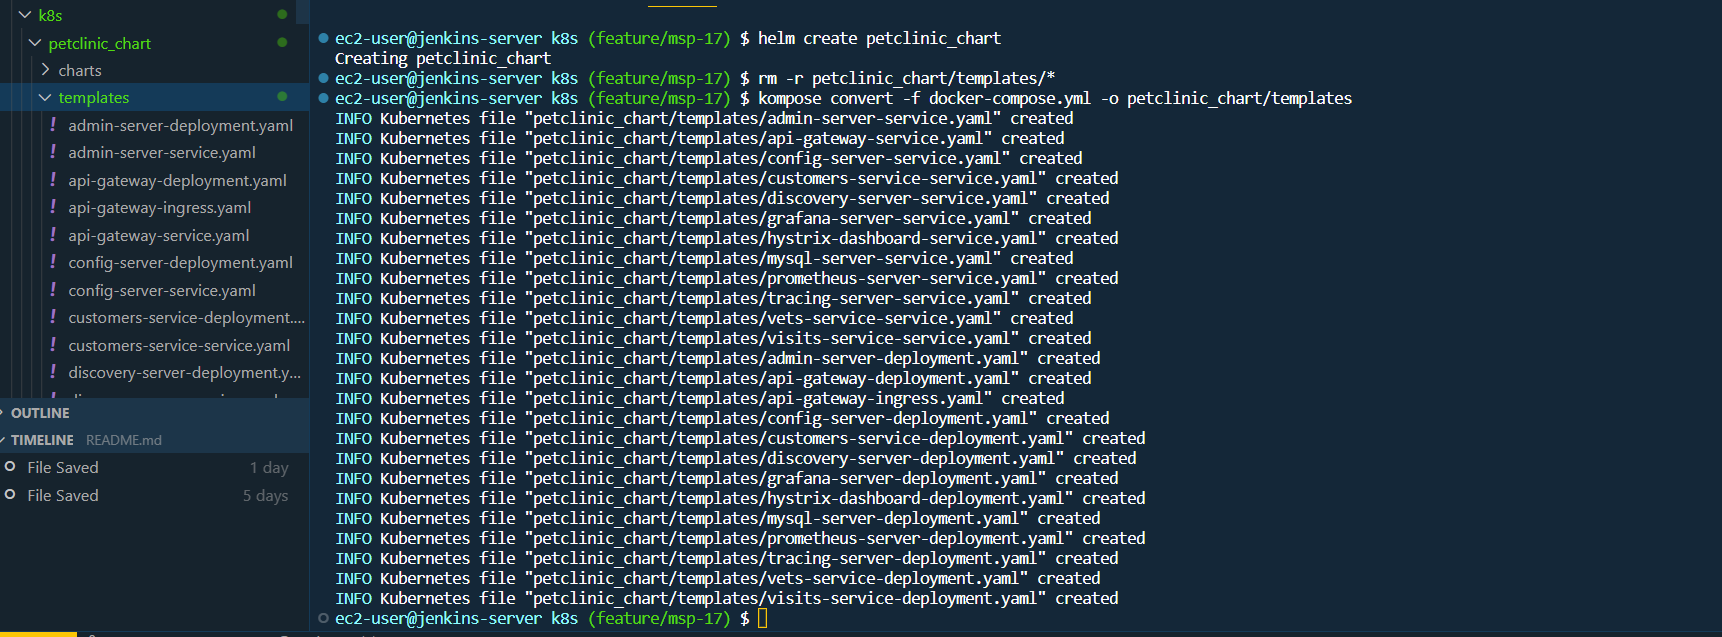 k8s
petclinic_chart
charts
templates
admin-server-deployment.yaml
admin-server-service.yaml
api-gateway-deployment.yaml
api-gateway-ingress.yaml
api-gateway-service.yaml
config-server-deployment.yaml
config-server-service.yaml
customers-service-deployment....
customers-service-service.yaml
discovery-server-deployment.y...
OUTLINE
TIMELINE README.md
File Saved 1 day
File Saved 5 days
ec2-user@jenkins-server k8s (feature/msp-17) $ helm create petclinic_chart
Creating petclinic_chart
ec2-user@jenkins-server k8s (feature/msp-17) $ rm -r petclinic_chart/templates/*
ec2-user@jenkins-server k8s (feature/msp-17) $ kompose convert -f docker-compose.yml -o petclinic_chart/templates
INFO Kubernetes file "petclinic_chart/templates/admin-server-service.yaml" created
INFO Kubernetes file "petclinic_chart/templates/api-gateway-service.yaml" created
INFO Kubernetes file "petclinic_chart/templates/config-server-service.yaml" created
INFO Kubernetes file "petclinic_chart/templates/customers-service-service.yaml" created
INFO Kubernetes file "petclinic_chart/templates/discovery-server-service.yaml" created
INFO Kubernetes file "petclinic_chart/templates/grafana-server-service.yaml" created
INFO Kubernetes file "petclinic_chart/templates/hystrix-dashboard-service.yaml" created
INFO Kubernetes file "petclinic_chart/templates/mysql-server-service.yaml" created
INFO Kubernetes file "petclinic_chart/templates/prometheus-server-service.yaml" created
INFO Kubernetes file "petclinic_chart/templates/tracing-server-service.yaml" created
INFO Kubernetes file "petclinic_chart/templates/vets-service-service.yaml" created
INFO Kubernetes file "petclinic_chart/templates/visits-service-service.yaml" created
INFO Kubernetes file "petclinic_chart/templates/admin-server-deployment.yaml" created
INFO Kubernetes file "petclinic_chart/templates/api-gateway-deployment.yaml" created
INFO Kubernetes file "petclinic_chart/templates/api-gateway-ingress.yaml" created
INFO Kubernetes file "petclinic_chart/templates/config-server-deployment.yaml" created
INFO Kubernetes file "petclinic_chart/templates/customers-service-deployment.yaml" created
INFO Kubernetes file "petclinic_chart/templates/discovery-server-deployment.yaml" created
INFO Kubernetes file "petclinic_chart/templates/grafana-server-deployment.yaml" created
INFO Kubernetes file "petclinic_chart/templates/hystrix-dashboard-deployment.yaml" created
INFO Kubernetes file "petclinic_chart/templates/mysql-server-deployment.yaml" created
INFO Kubernetes file "petclinic_chart/templates/prometheus-server-deployment.yaml" created
INFO Kubernetes file "petclinic_chart/templates/tracing-server-deployment.yaml" created
INFO Kubernetes file "petclinic_chart/templates/vets-service-deployment.yaml" created
INFO Kubernetes file "petclinic_chart/templates/visits-service-deployment.yaml" created
ec2-user@jenkins-server k8s (feature/msp-17) $